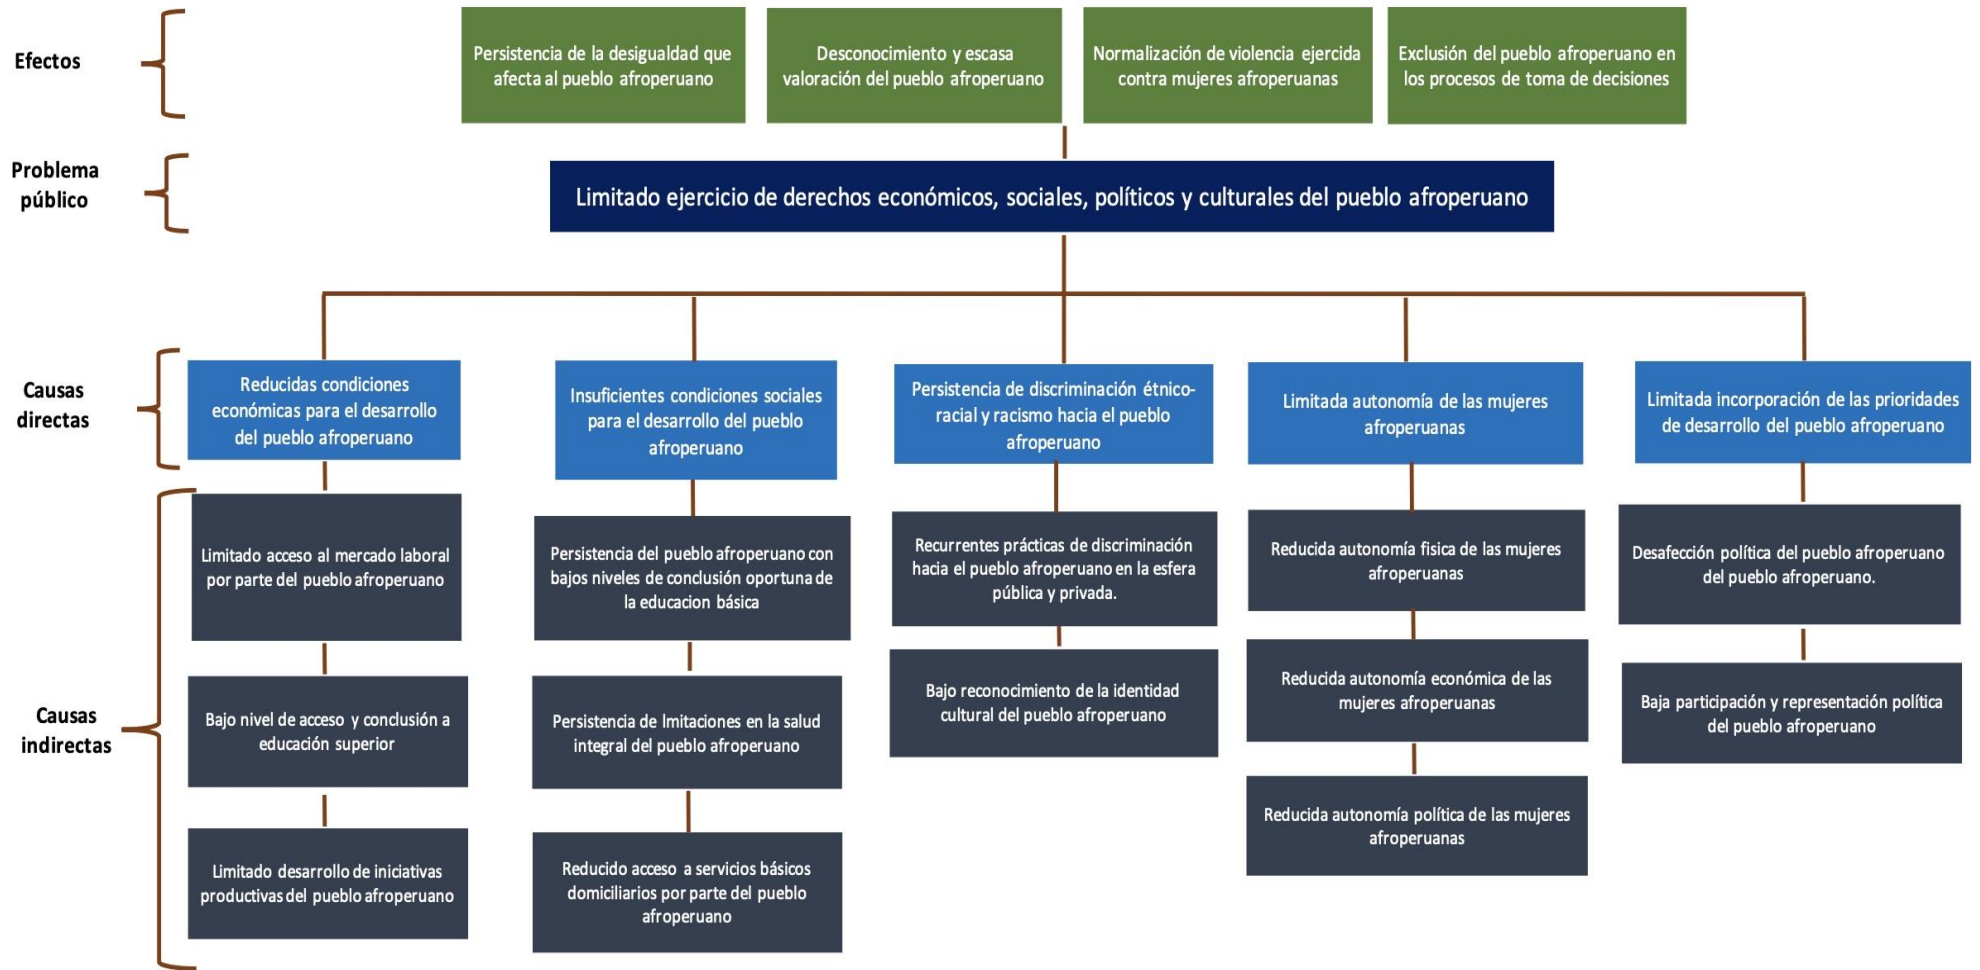 Efectos
Persistencia de la desigualdad que
afecta al pueblo afroperuano
Desconocimiento y escasa
valoración del pueblo afroperuano
Normalización de violencia ejercida
contra mujeres afroperuanas
Exclusión del pueblo afroperuano en
los procesos de toma de decisiones
Problema
público
Limitado ejercicio de derechos económicos, sociales, políticos y culturales del pueblo afroperuano
Causas
directas
Reducidas condiciones
económicas para el desarrollo
del pueblo afroperuano
Insuficientes condiciones sociales
para el desarrollo del pueblo
afroperuano
Persistencia de discriminación étnico-
racial y racismo hacia el pueblo
afroperuano
Limitada autonomía de las mujeres
afroperuanas
Limitada incorporación de las prioridades
de desarrollo del pueblo afroperuano
Causas
indirectas
Limitado acceso al mercado laboral
por parte del pueblo afroperuano
Bajo nivel de acceso y conclusión a
educación superior
Limitado desarrollo de iniciativas
productivas del pueblo afroperuano
Persistencia del pueblo afroperuano con
bajos niveles de conclusión oportuna de
la educacion básica
Persistencia de lmitaciones en la salud
integral del pueblo afroperuano
Reducido acceso a servicios básicos
domiciliarios por parte del pueblo
afroperuano
Recurrentes prácticas de discriminación
hacia el pueblo afroperuano en la esfera
pública y privada.
Bajo reconocimiento de la identidad
cultural del pueblo afroperuano
Reducida autonomía fisica de las mujeres
afroperuanas
Reducida autonomía económica de las
mujeres afroperuanas
Reducida autonomía política de las mujeres
afroperuanas
Desafección política del pueblo afroperuano
del pueblo afroperuano.
Baja participación y representación política
del pueblo afroperuano